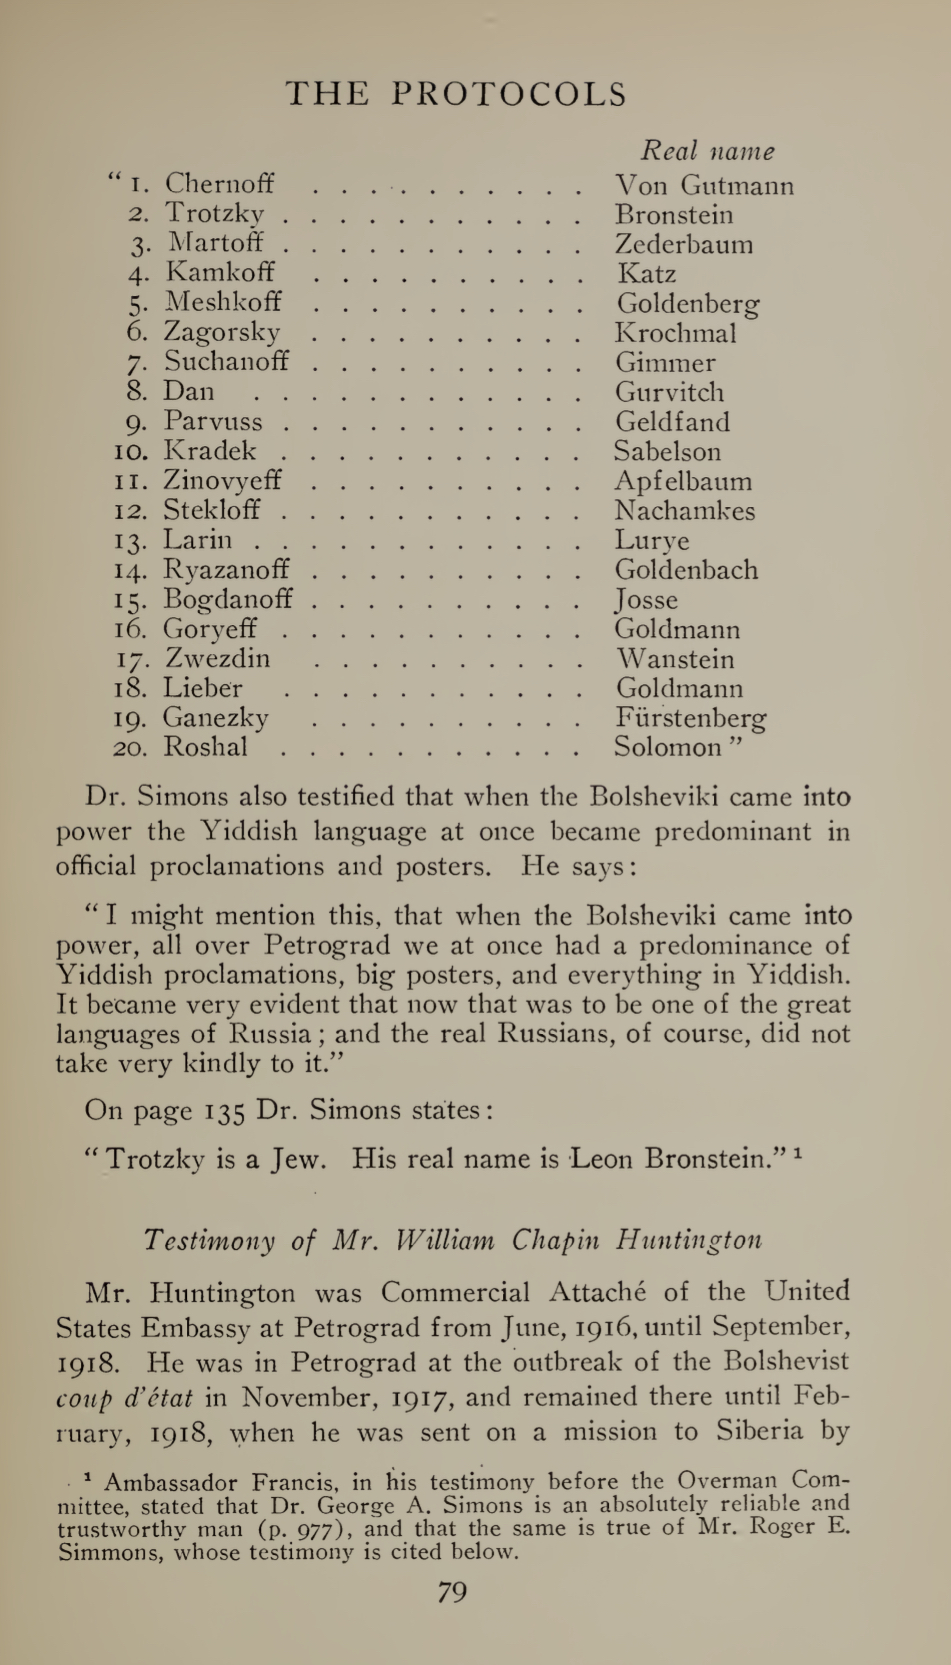 THE PROTOCOLS
Real name
“ 1. Chernoff . . . . . . . . . . Von Gutmann
2. Trotzky . . . . . . . . . . . Bronstein
3. Martoff . . . . . . . . . . . Zederbaum
4. Kamkoff . . . . . . . . . . Katz
5. Meshkoff . . . . . . . . . . Goldenberg
6. Zagorsky . . . . . . . . . . Krochmal
7. Suchanoff . . . . . . . . . . Gimmer
8. Dan . . . . . . . . . . . . Gurvitch
9. Parvuss . . . . . . . . . . . Geldfand
10. Kradek . . . . . . . . . . . Sabelson
11. Zinovyeff . . . . . . . . . . Apfelbaum
12. Stekloff . . . . . . . . . . . Nachamkes
13. Larin . . . . . . . . . . . . Lurye
14. Ryazanoff . . . . . . . . . . Goldenbach
15. Bogdanoff . . . . . . . . . . Josse
16. Goryeff . . . . . . . . . . . Goldmann
17. Zwezdin . . . . . . . . . . Wanstein
18. Lieber . . . . . . . . . . . Goldmann
19. Ganezky . . . . . . . . . . Fürstenberg
20. Roshal . . . . . . . . . . . Solomon ”
Dr. Simons also testified that when the Bolsheviki came into
power the Yiddish language at once became predominant in
official proclamations and posters. He says :
“ I might mention this, that when the Bolsheviki came into
power, all over Petrograd we at once had a predominance of
Yiddish proclamations, big posters, and everything in Yiddish.
It became very evident that now that was to be one of the great
languages of Russia ; and the real Russians, of course, did not
take very kindly to it.”
On page 135 Dr. Simons states :
“ Trotzky is a Jew. His real name is Leon Bronstein.” ¹
Testimony of Mr. William Chapin Huntington
Mr. Huntington was Commercial Attaché of the United
States Embassy at Petrograd from June, 1916, until September,
1918. He was in Petrograd at the outbreak of the Bolshevist
coup d’état in November, 1917, and remained there until Feb-
ruary, 1918, when he was sent on a mission to Siberia by
¹ Ambassador Francis, in his testimony before the Overman Com-
mittee, stated that Dr. George A. Simons is an absolutely reliable and
trustworthy man (p. 977), and that the same is true of Mr. Roger E.
Simmons, whose testimony is cited below.
79